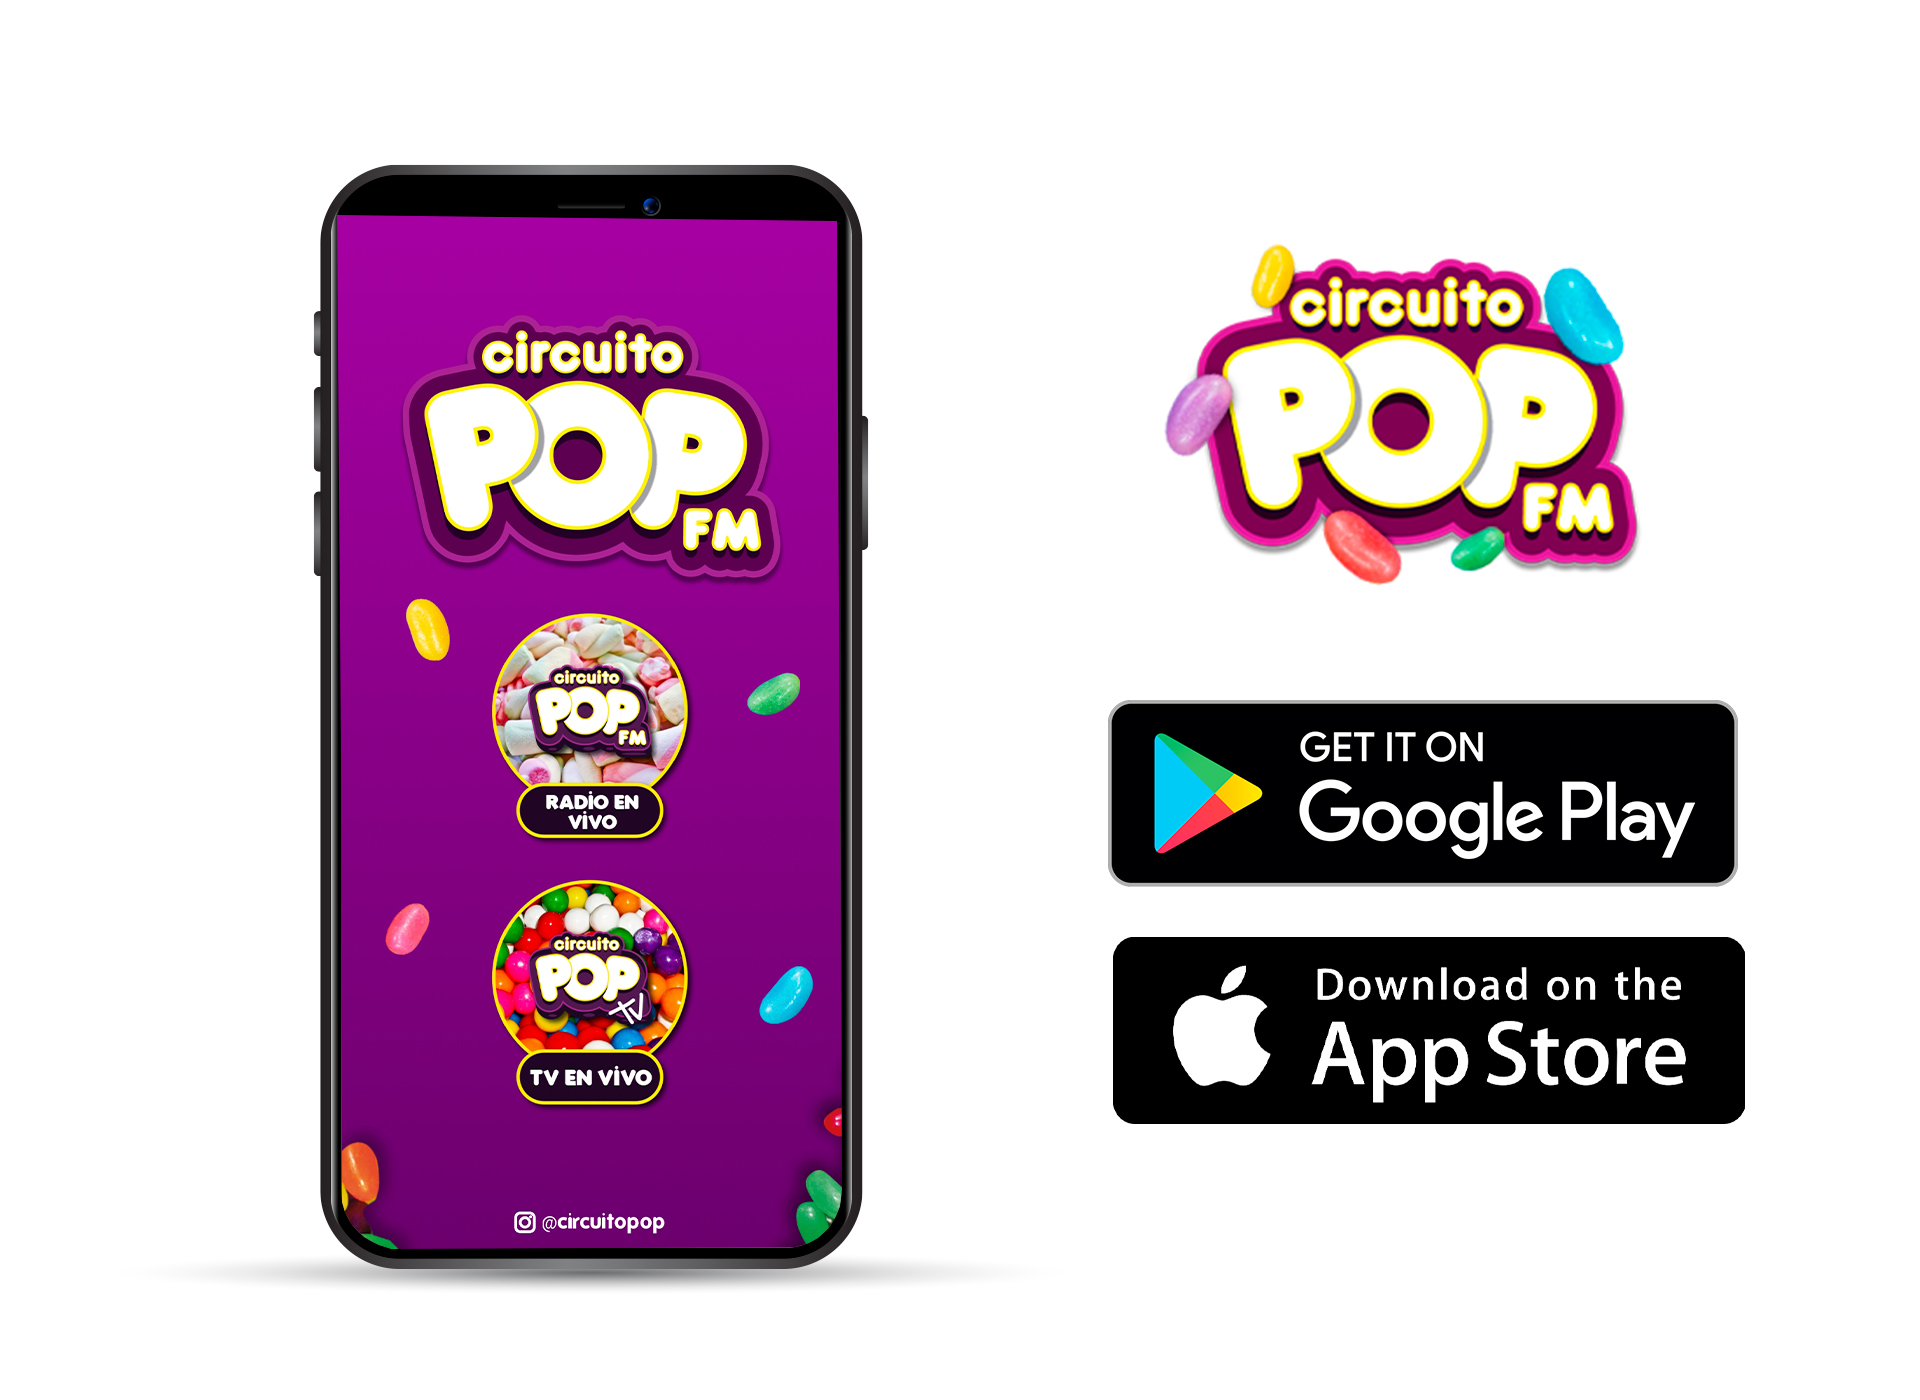 circuito
POP
FM
circuito
POP
FM
RADIO EN
VIVO
circuito
POP
TV
TV EN VIVO
@circuitopop
circuito
POP
FM
GET IT ON
Google Play
Download on the
App Store